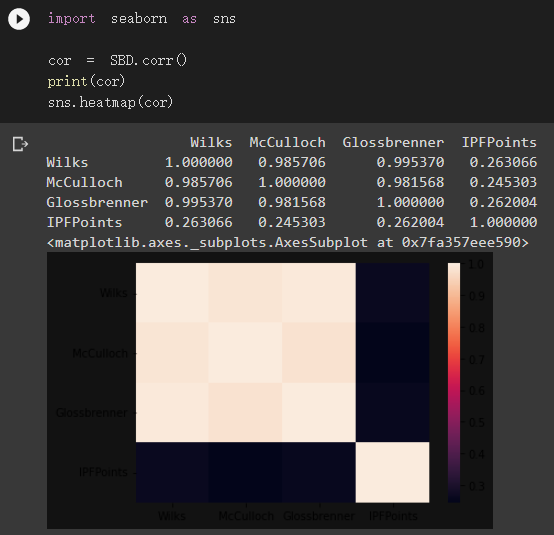 import seaborn as sns
cor = SBD.corr()
print(cor)
sns.heatmap(cor)
Wilks McCulloch Glossbrenner IPFPoints
Wilks 1.000000 0.985706 0.995370 0.263066
McCulloch 0.985706 1.000000 0.981568 0.245303
Glossbrenner 0.995370 0.981568 1.000000 0.262004
IPFPoints 0.263066 0.245303 0.262004 1.000000
<matplotlib.axes._subplots.AxesSubplot at 0x7fa357eee590>
1.0
Wilks
0.9
0.8
McCulloch
0.7
0.6
Glossbrenner
0.5
0.4
IPFPoints
0.3
Wilks McCulloch Glossbrenner IPFPoints